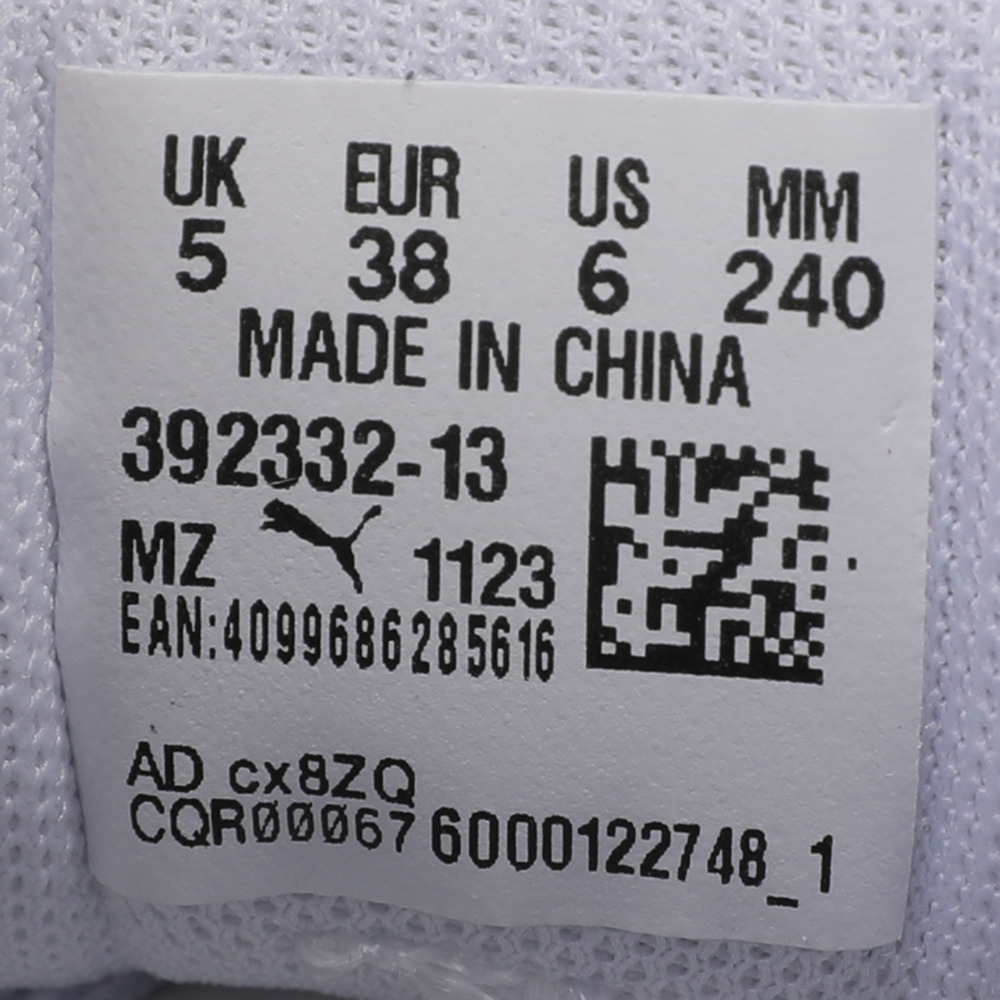 UK EUR US MM
5 38 6 240
MADE IN CHINA
392332-13
MZ 1123
EAN:4099686285616
AD cx8ZQ
CQR00067 6000122748_1